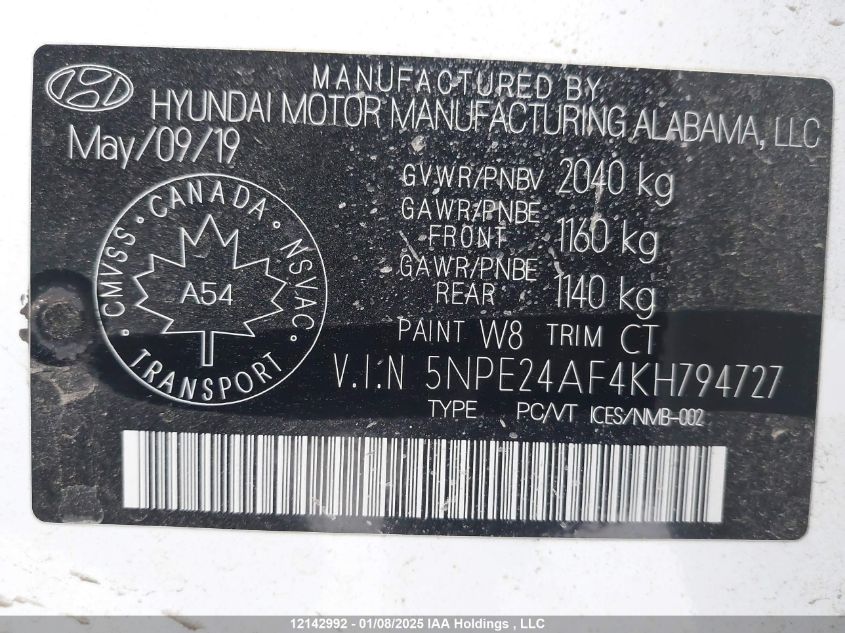 MANUFACTURED BY
HYUNDAI MOTOR MANUFACTURING ALABAMA, LLC
May/09/19
GVWR/PNBV 2040 kg
GAWR/PNBE
FRONT 1160 kg
GAWR/PNBE
REAR 1140 kg
CANADA · NSVAC · TRANSPORT · CMVSS ·
A54
PAINT W8 TRIM CT
V.I.N 5NPE24AF4KH794727
TYPE PC/VT ICES/NMB-002
12142992 - 01/08/2025 IAA Holdings , LLC